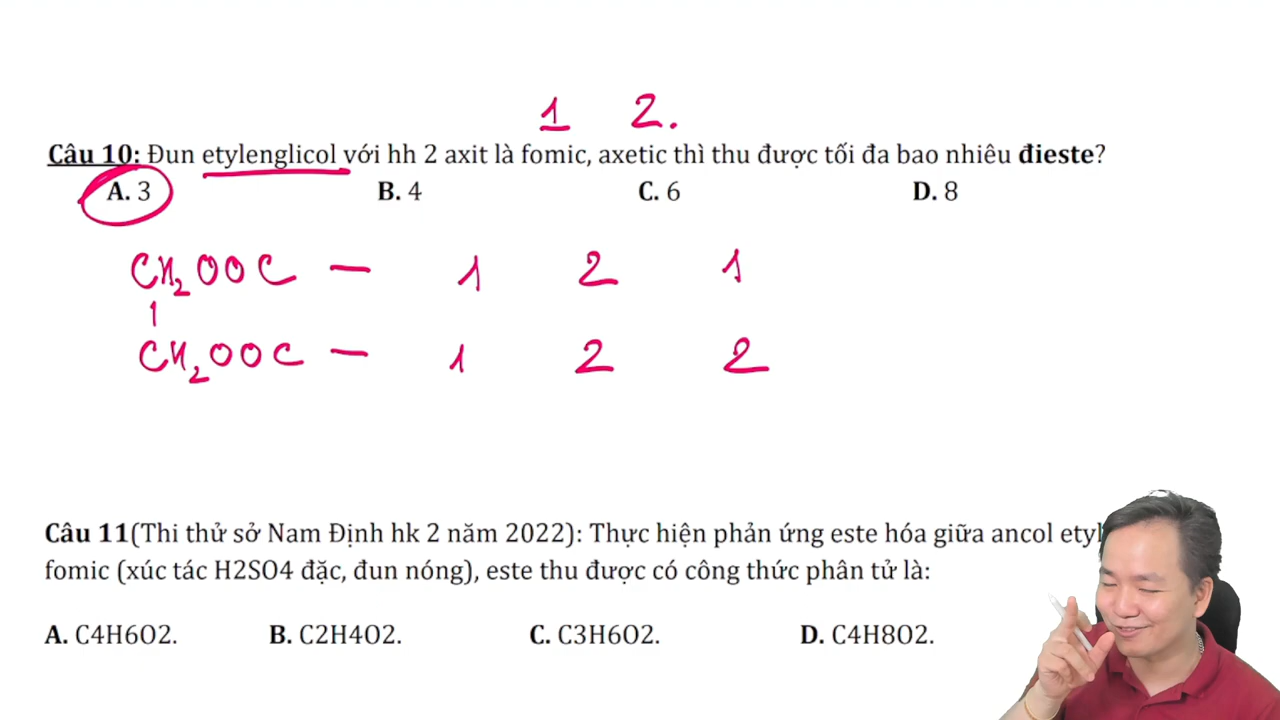 1 2.
Câu 10: Đun etylenglicol với hh 2 axit là fomic, axetic thì thu được tối đa bao nhiêu đieste?
A. 3 B. 4 C. 6 D. 8
CH2OOC — 1 2 1
|
CH2OOC — 1 2 2
Câu 11(Thi thử sở Nam Định hk 2 năm 2022): Thực hiện phản ứng este hóa giữa ancol
fomic (xúc tác H2SO4 đặc, đun nóng), este thu được có công thức phân tử là:
A. C4H6O2. B. C2H4O2. C. C3H6O2. D. C4H8O2.